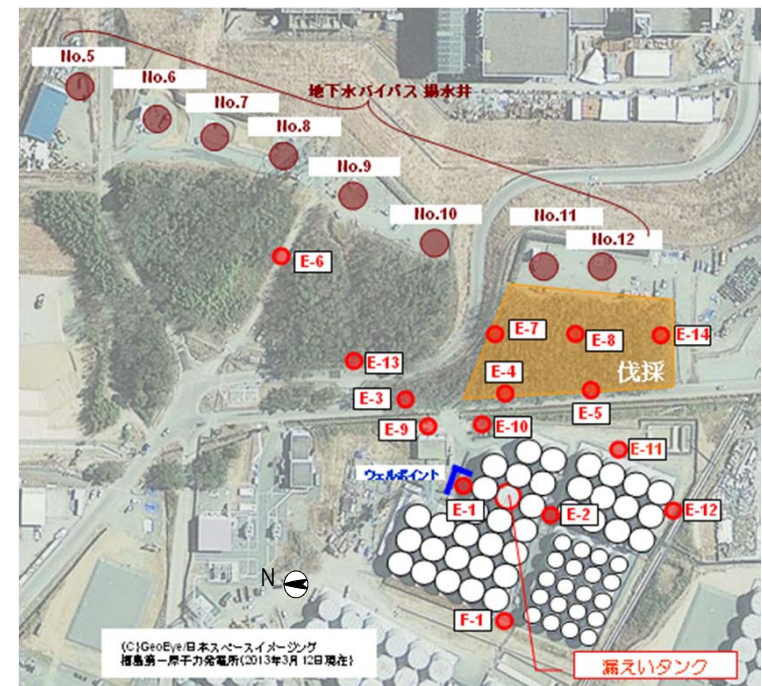 No.5
No.6
No.7
地下水バイパス 揚水井
No.8
No.9
No.10
No.11
No.12
E-6
E-7
E-8
E-14
E-13
伐採
E-4
E-3
E-5
E-9
E-10
E-11
ウェルポイント
E-1
E-2
E-12
N
F-1
(C)GeoEye/日本スペースイメージング
福島第一原子力発電所(2013年3月12日現在)
漏えいタンク